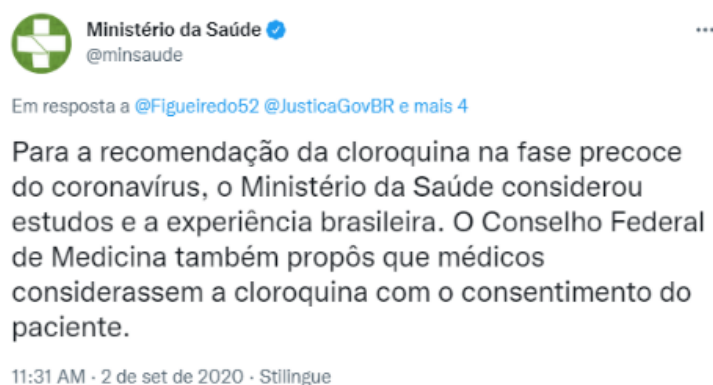 Ministério da Saúde
@minsaude
Em resposta a @Figueiredo52 @JusticaGovBR e mais 4
Para a recomendação da cloroquina na fase precoce
do coronavírus, o Ministério da Saúde considerou
estudos e a experiência brasileira. O Conselho Federal
de Medicina também propôs que médicos
considerassem a cloroquina com o consentimento do
paciente.
11:31 AM · 2 de set de 2020 · Stilingue